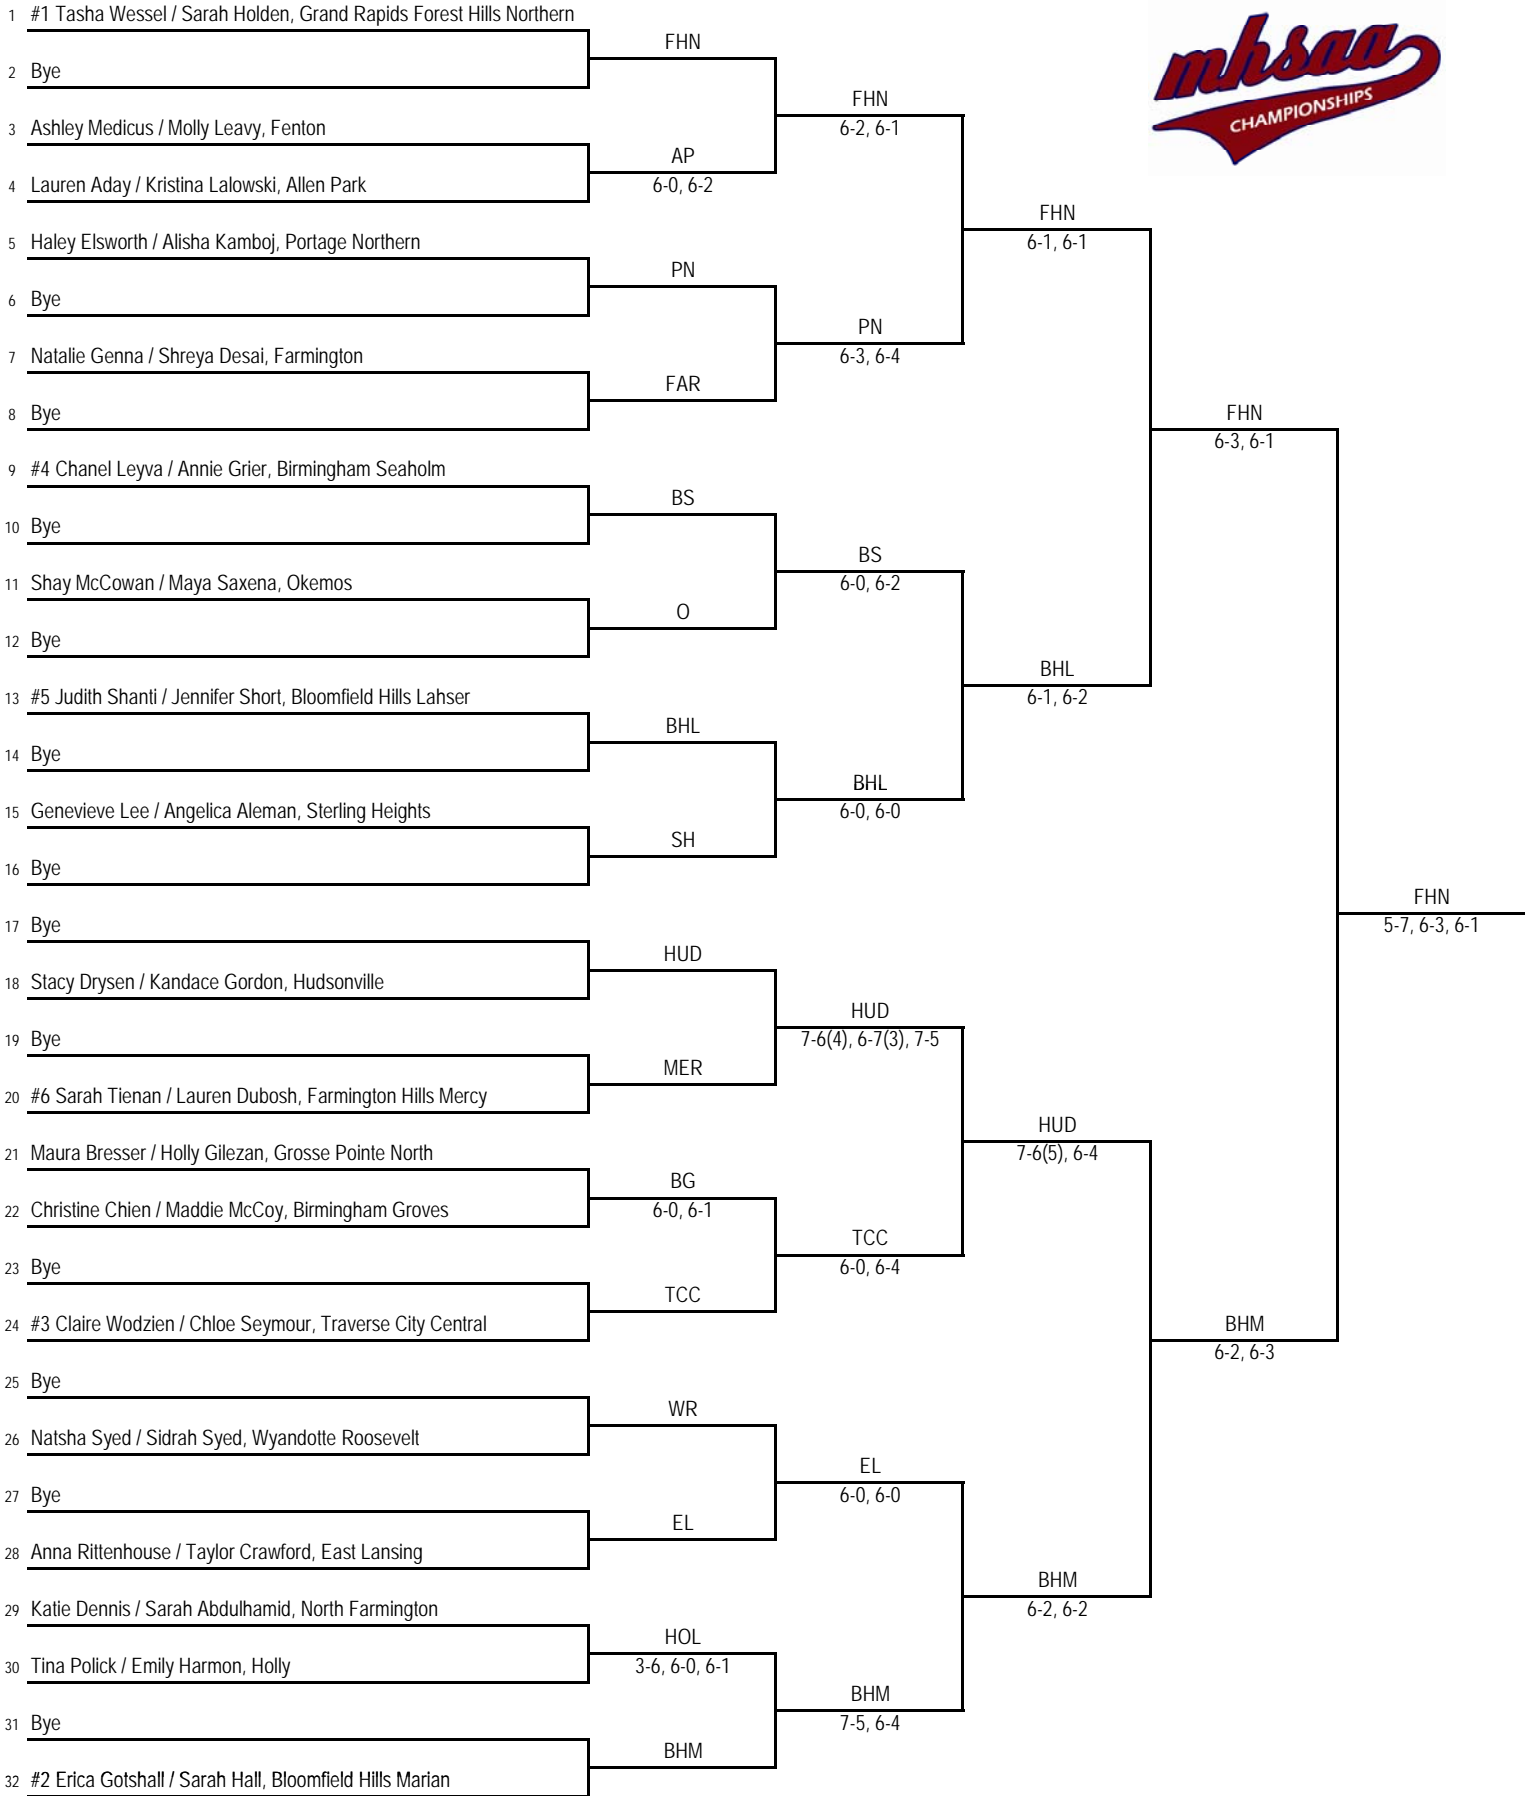 1 #1 Tasha Wessel / Sarah Holden, Grand Rapids Forest Hills Northern
2 Bye
3 Ashley Medicus / Molly Leavy, Fenton
4 Lauren Aday / Kristina Lalowski, Allen Park
5 Haley Elsworth / Alisha Kamboj, Portage Northern
6 Bye
7 Natalie Genna / Shreya Desai, Farmington
8 Bye
9 #4 Chanel Leyva / Annie Grier, Birmingham Seaholm
10 Bye
11 Shay McCowan / Maya Saxena, Okemos
12 Bye
13 #5 Judith Shanti / Jennifer Short, Bloomfield Hills Lahser
14 Bye
15 Genevieve Lee / Angelica Aleman, Sterling Heights
16 Bye
17 Bye
18 Stacy Drysen / Kandace Gordon, Hudsonville
19 Bye
20 #6 Sarah Tienan / Lauren Dubosh, Farmington Hills Mercy
21 Maura Bresser / Holly Gilezan, Grosse Pointe North
22 Christine Chien / Maddie McCoy, Birmingham Groves
23 Bye
24 #3 Claire Wodzien / Chloe Seymour, Traverse City Central
25 Bye
26 Natsha Syed / Sidrah Syed, Wyandotte Roosevelt
27 Bye
28 Anna Rittenhouse / Taylor Crawford, East Lansing
29 Katie Dennis / Sarah Abdulhamid, North Farmington
30 Tina Polick / Emily Harmon, Holly
31 Bye
32 #2 Erica Gotshall / Sarah Hall, Bloomfield Hills Marian
FHN
AP
6-0, 6-2
PN
FAR
BS
O
BHL
SH
HUD
MER
BG
6-0, 6-1
TCC
WR
EL
HOL
3-6, 6-0, 6-1
BHM
FHN
6-2, 6-1
PN
6-3, 6-4
BS
6-0, 6-2
BHL
6-0, 6-0
HUD
7-6(4), 6-7(3), 7-5
TCC
6-0, 6-4
EL
6-0, 6-0
BHM
7-5, 6-4
FHN
6-1, 6-1
BHL
6-1, 6-2
HUD
7-6(5), 6-4
BHM
6-2, 6-2
FHN
6-3, 6-1
BHM
6-2, 6-3
FHN
5-7, 6-3, 6-1
mhsaa
CHAMPIONSHIPS